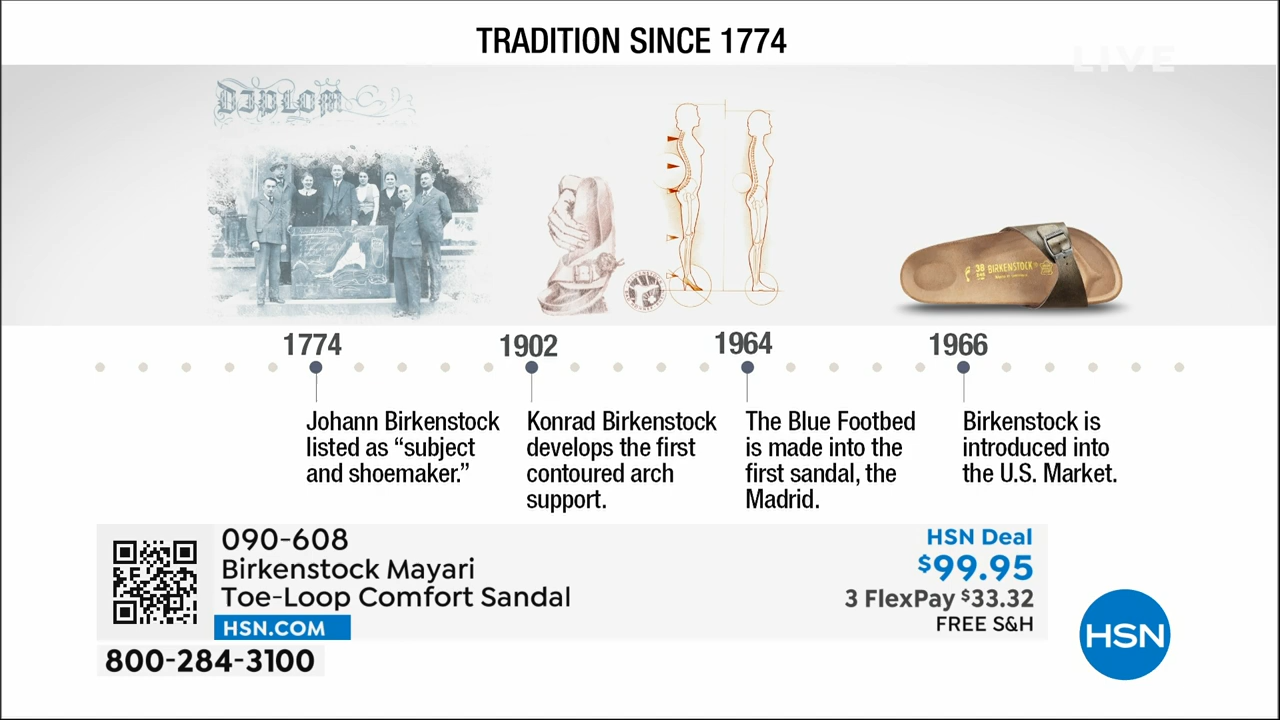 TRADITION SINCE 1774
LIVE
Diplom
38
BIRKENSTOCK
1774
1902
1964
1966
Johann Birkenstock
listed as “subject
and shoemaker.”
Konrad Birkenstock
develops the first
contoured arch
support.
The Blue Footbed
is made into the
first sandal, the
Madrid.
Birkenstock is
introduced into
the U.S. Market.
090-608
Birkenstock Mayari
Toe-Loop Comfort Sandal
HSN.COM
800-284-3100
HSN Deal
$99.95
3 FlexPay $33.32
FREE S&H
HSN